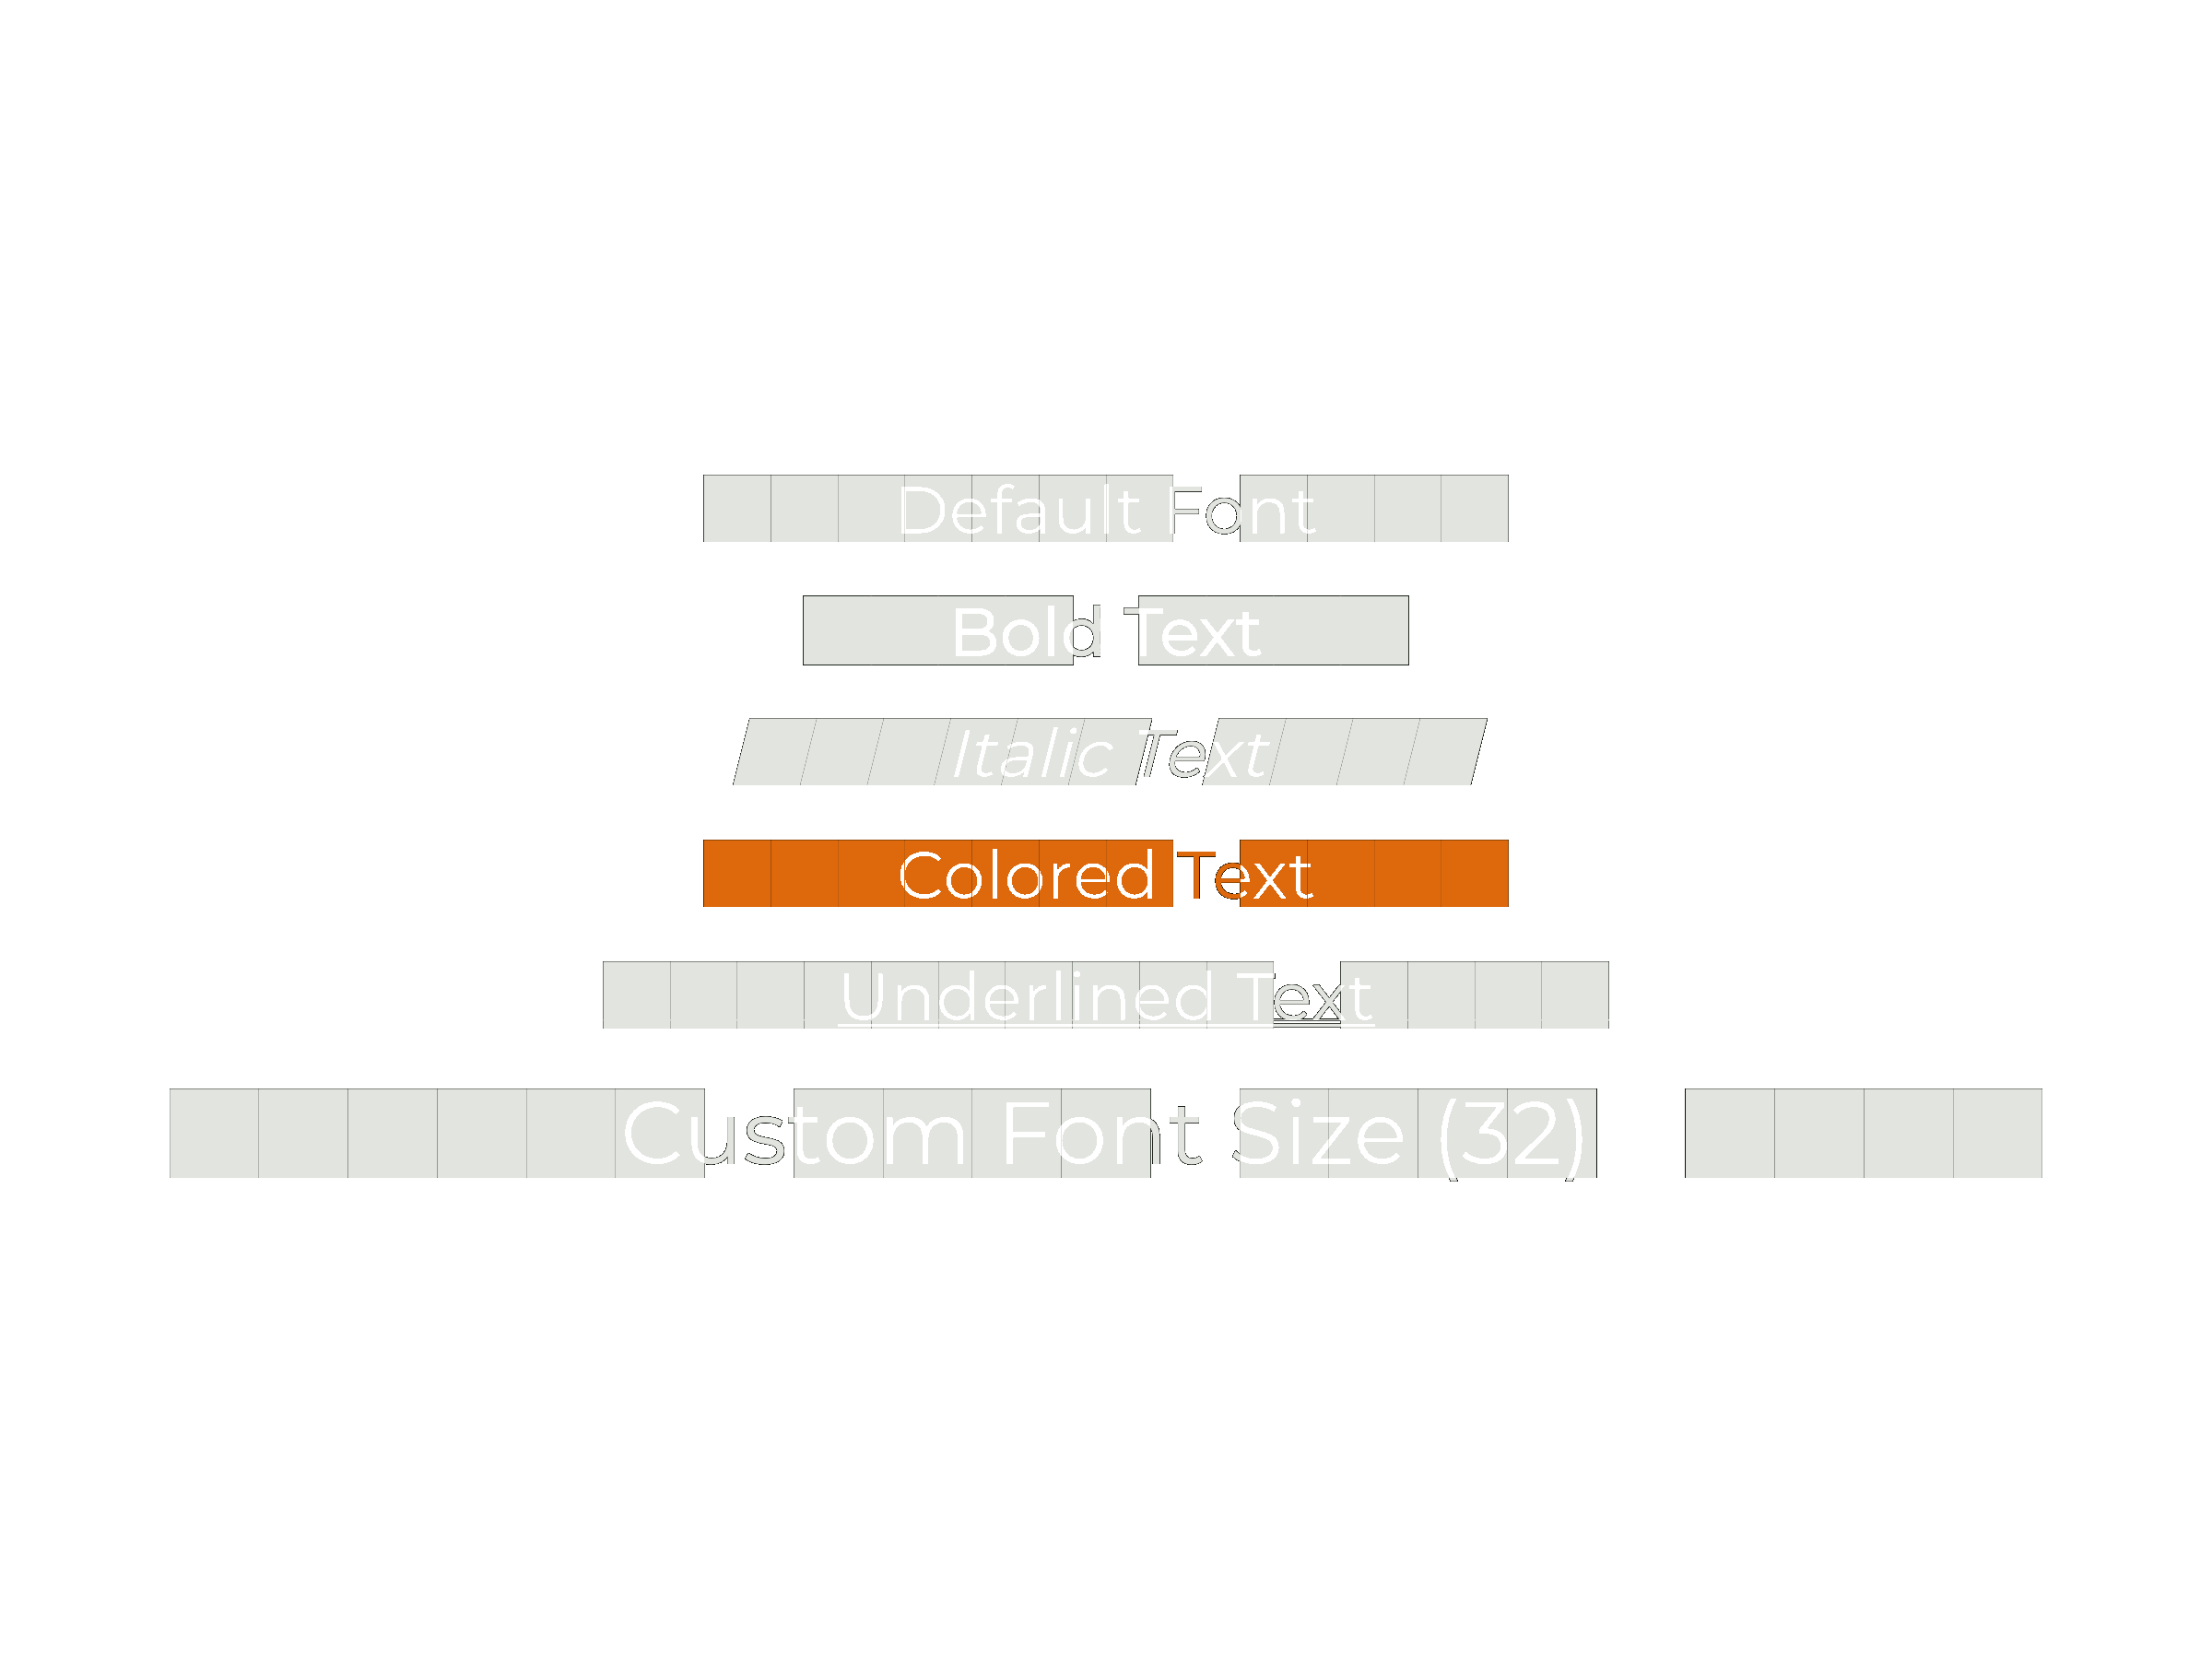 Default Font
Bold Text
Italic Text
Colored Text
Underlined Text
Custom Font Size (32)